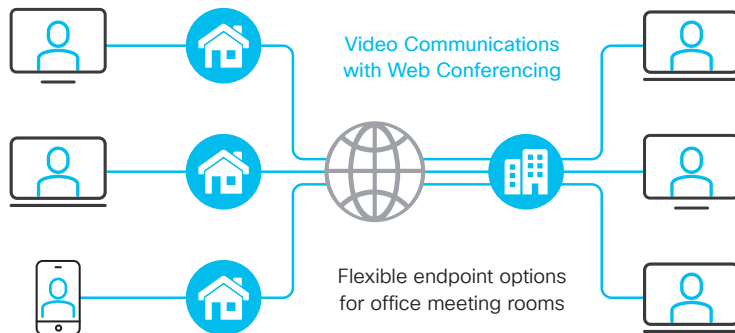 Video Communications
with Web Conferencing
Flexible endpoint options
for office meeting rooms